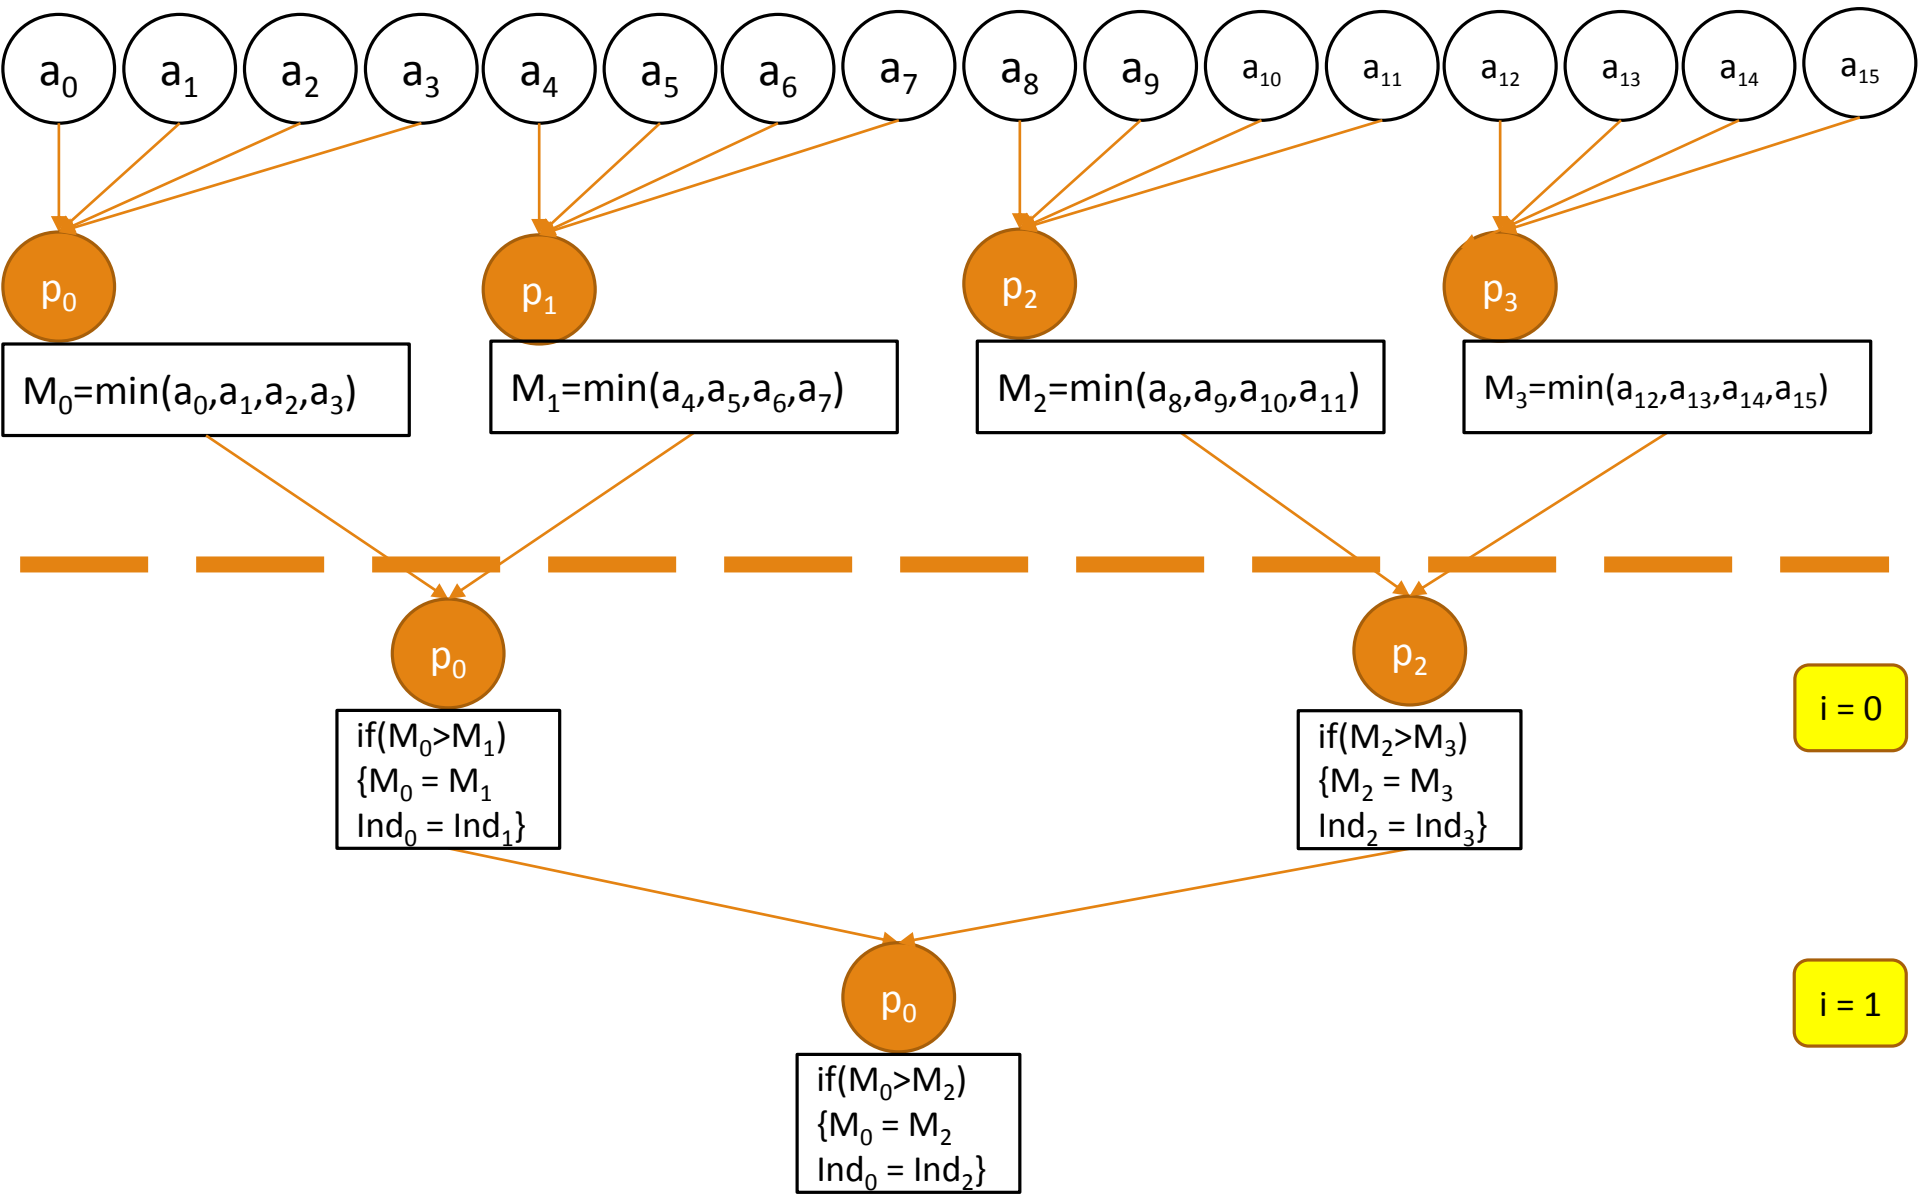 a₀ a₁ a₂ a₃ a₄ a₅ a₆ a₇ a₈ a₉ a₁₀ a₁₁ a₁₂ a₁₃ a₁₄ a₁₅
p₀ p₁ p₂ p₃
M₀=min(a₀,a₁,a₂,a₃)
M₁=min(a₄,a₅,a₆,a₇)
M₂=min(a₈,a₉,a₁₀,a₁₁)
M₃=min(a₁₂,a₁₃,a₁₄,a₁₅)
p₀
if(M₀>M₁)
{M₀ = M₁
Ind₀ = Ind₁}
p₂
if(M₂>M₃)
{M₂ = M₃
Ind₂ = Ind₃}
i = 0
p₀
if(M₀>M₂)
{M₀ = M₂
Ind₀ = Ind₂}
i = 1